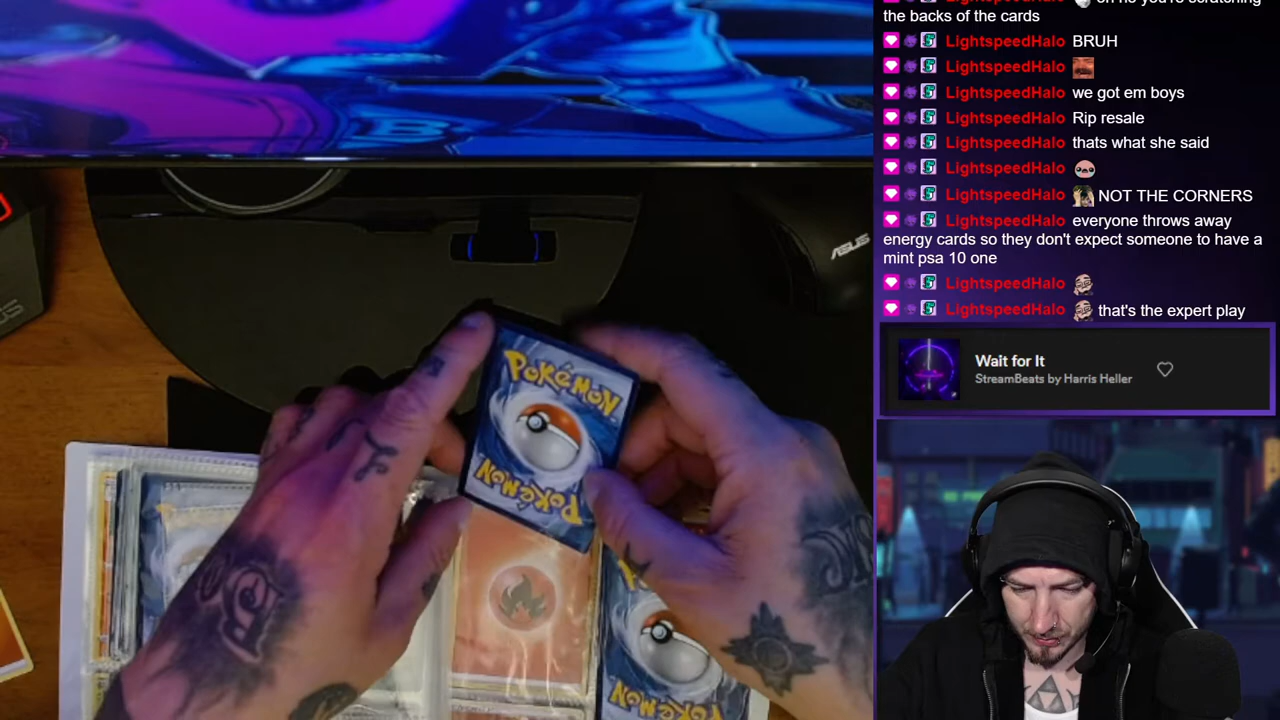 the backs of the cards
LightspeedHalo BRUH
LightspeedHalo
LightspeedHalo we got em boys
LightspeedHalo Rip resale
LightspeedHalo thats what she said
LightspeedHalo
LightspeedHalo NOT THE CORNERS
LightspeedHalo everyone throws away
energy cards so they don't expect someone to have a
mint psa 10 one
LightspeedHalo
LightspeedHalo that's the expert play
Wait for It
StreamBeats by Harris Heller
ASUS
POKéMON
POKéMON
POKéMON